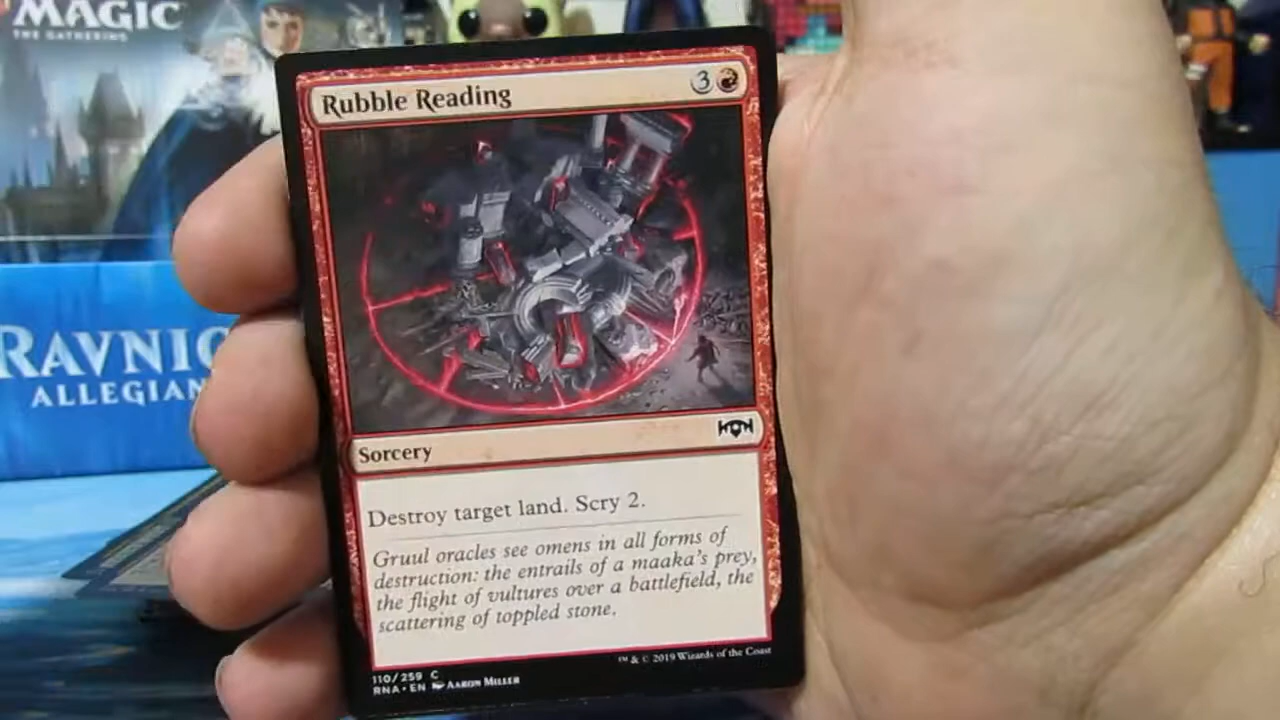 MAGIC
THE GATHERING
RAVNIC
ALLEGIAN
Rubble Reading
3
Sorcery
Destroy target land. Scry 2.
Gruul oracles see omens in all forms of
destruction: the entrails of a maaka's prey,
the flight of vultures over a battlefield, the
scattering of toppled stone.
110/259 C
RNA • EN AARON MILLER
™ & © 2019 Wizards of the Coast